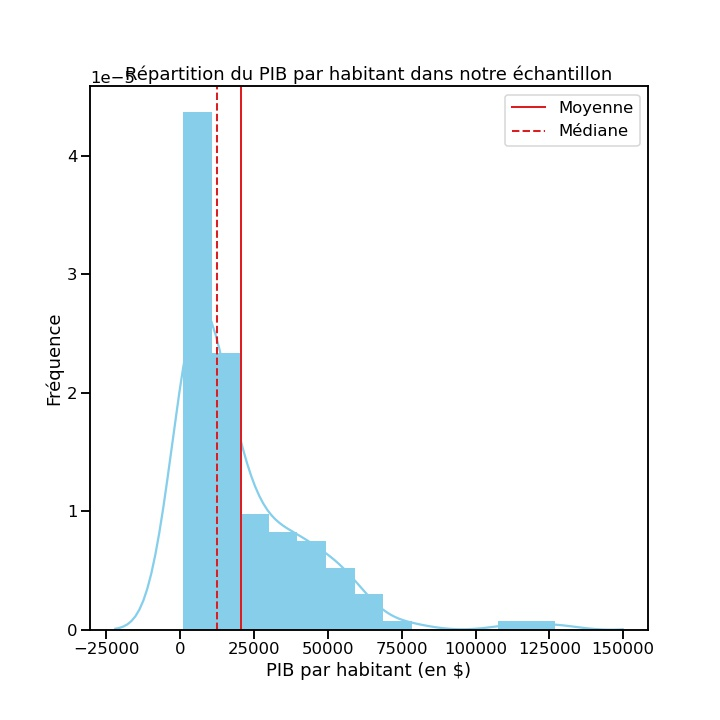 Répartition du PIB par habitant dans notre échantillon
1e−5
Moyenne
Médiane
4
3
2
1
0
Fréquence
−25000 0 25000 50000 75000 100000 125000 150000
PIB par habitant (en $)